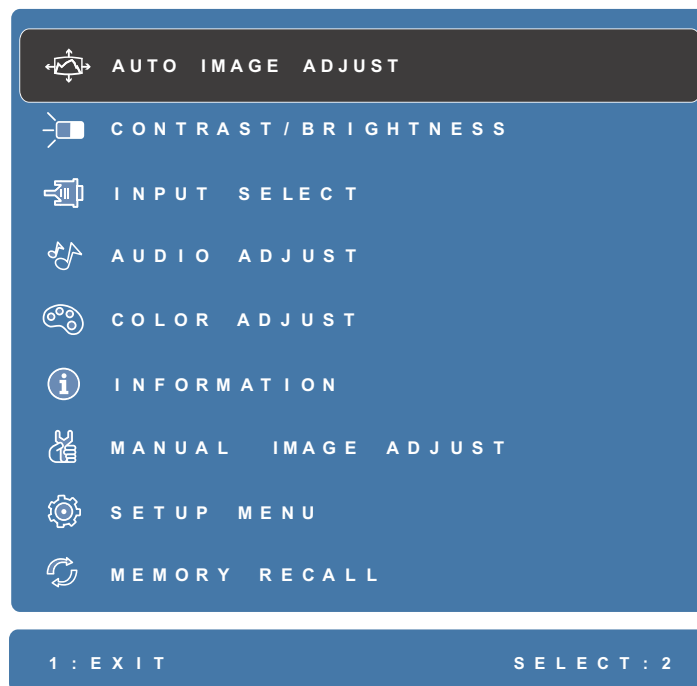 AUTO IMAGE ADJUST
CONTRAST/BRIGHTNESS
INPUT SELECT
AUDIO ADJUST
COLOR ADJUST
INFORMATION
MANUAL IMAGE ADJUST
SETUP MENU
MEMORY RECALL
1:EXIT SELECT:2